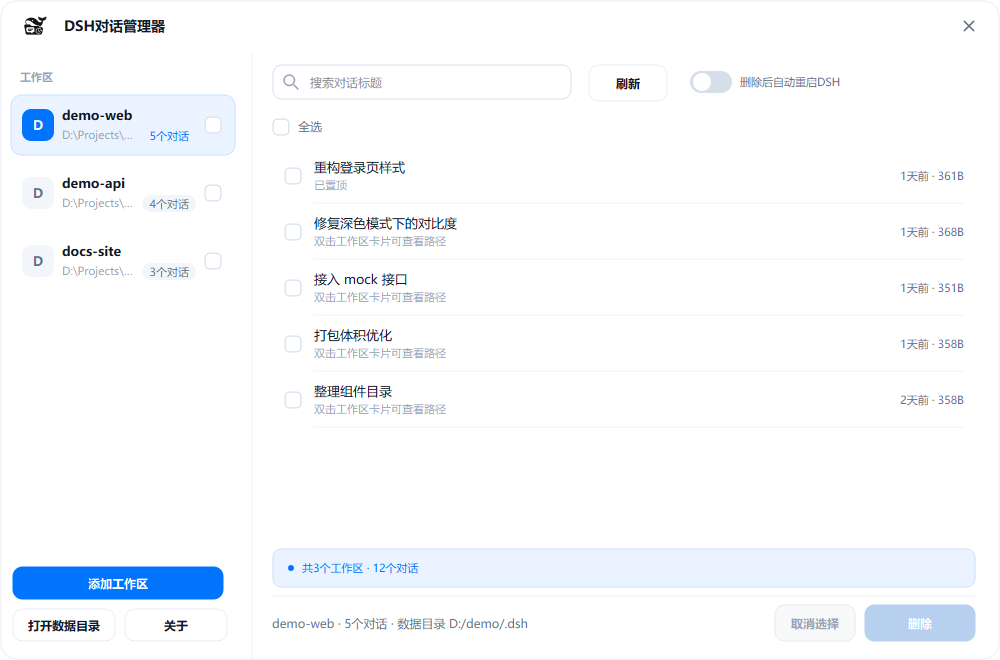 DSH对话管理器
工作区
D
demo-web
D:\Projects\... 5个对话
D
demo-api
D:\Projects\... 4个对话
D
docs-site
D:\Projects\... 3个对话
添加工作区
打开数据目录 关于
搜索对话标题 刷新 删除后自动重启DSH
全选
重构登录页样式
已置顶
1天前 · 361B
修复深色模式下的对比度
双击工作区卡片可查看路径
1天前 · 368B
接入 mock 接口
双击工作区卡片可查看路径
1天前 · 351B
打包体积优化
双击工作区卡片可查看路径
1天前 · 358B
整理组件目录
双击工作区卡片可查看路径
2天前 · 358B
共3个工作区 · 12个对话
demo-web · 5个对话 · 数据目录 D:/demo/.dsh 取消选择 删除